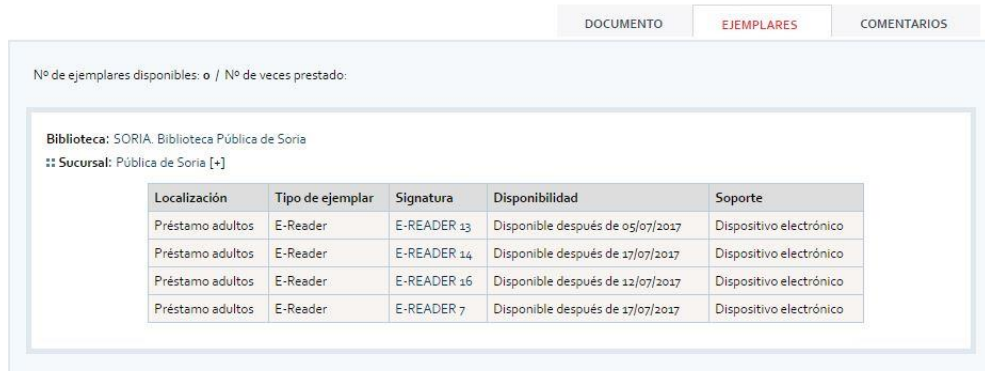 DOCUMENTO EJEMPLARES COMENTARIOS
Nº de ejemplares disponibles: 0 / Nº de veces prestado:
Biblioteca: SORIA. Biblioteca Pública de Soria
:: Sucursal: Pública de Soria [+]
Localización Tipo de ejemplar Signatura Disponibilidad Soporte
Préstamo adultos E-Reader E-READER 13 Disponible después de 05/07/2017 Dispositivo electrónico
Préstamo adultos E-Reader E-READER 14 Disponible después de 17/07/2017 Dispositivo electrónico
Préstamo adultos E-Reader E-READER 16 Disponible después de 12/07/2017 Dispositivo electrónico
Préstamo adultos E-Reader E-READER 7 Disponible después de 17/07/2017 Dispositivo electrónico